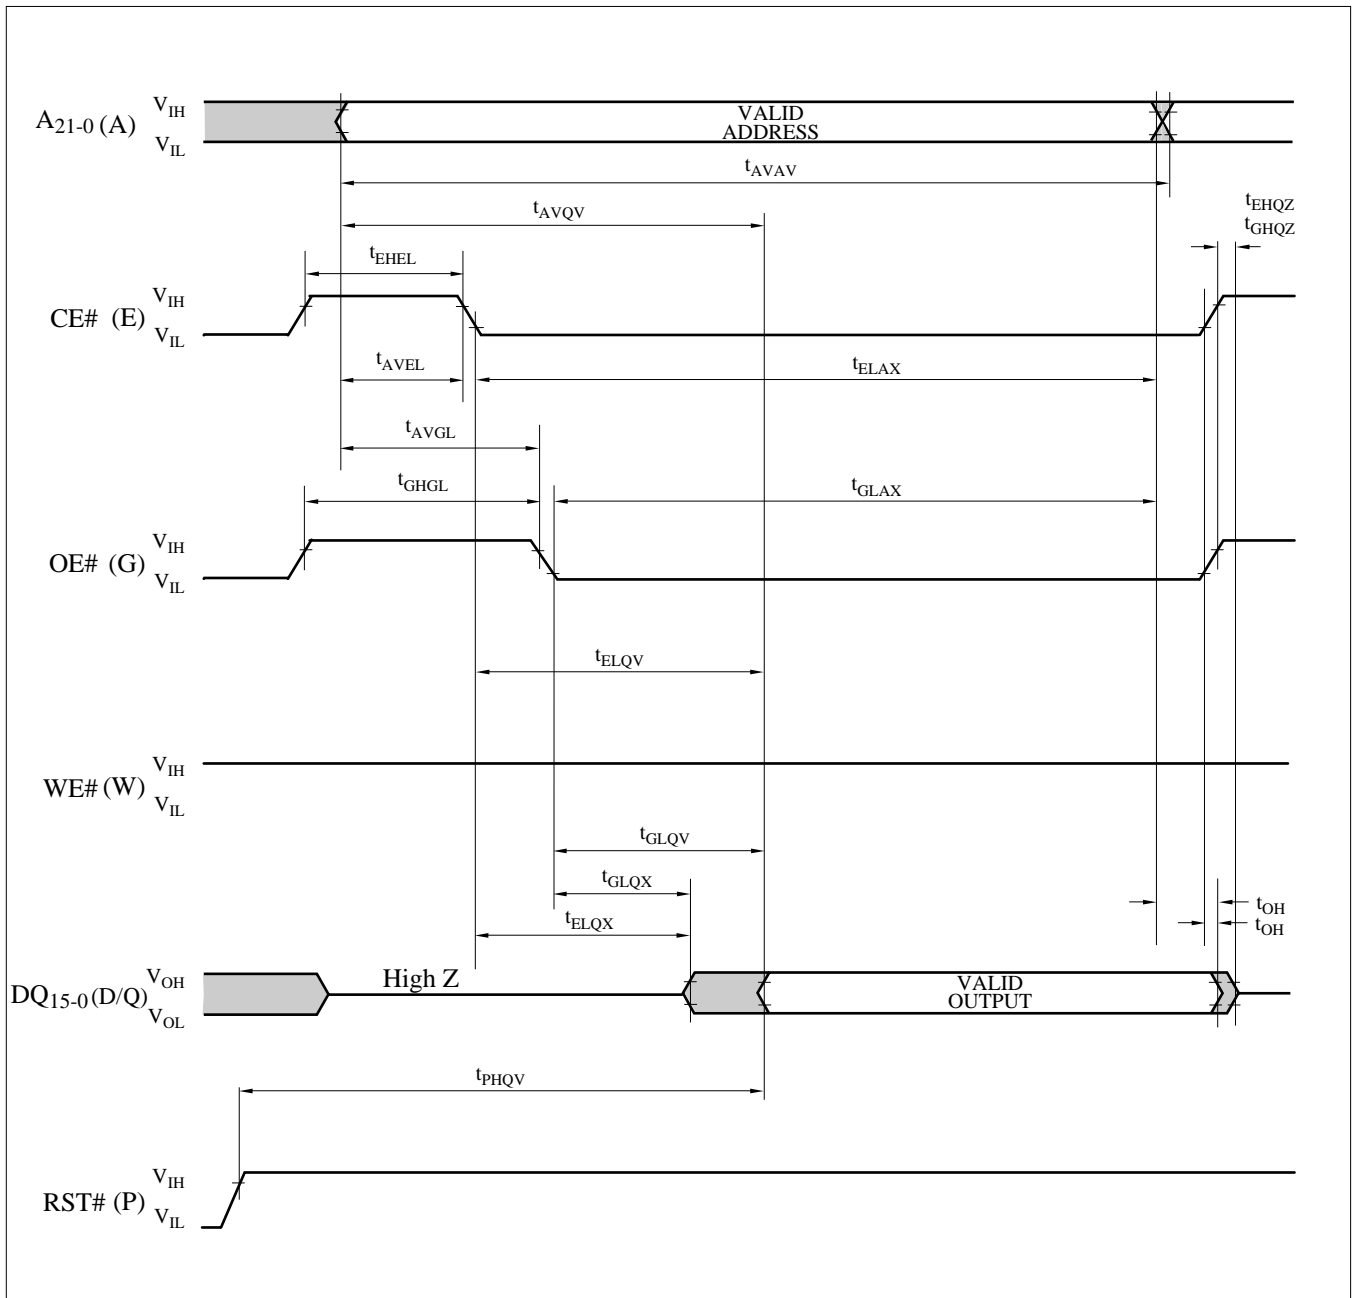 A21-0 (A) VIH VIL
VALID
ADDRESS
tAVAV
tAVQV
tEHQZ
tGHQZ
tEHEL
CE# (E) VIH VIL
tAVEL
tELAX
tAVGL
tGHGL
tGLAX
OE# (G) VIH VIL
tELQV
WE# (W) VIH VIL
tGLQV
tGLQX
tOH
tELQX
tOH
DQ15-0 (D/Q) VOH VOL
High Z
VALID
OUTPUT
tPHQV
RST# (P) VIH VIL